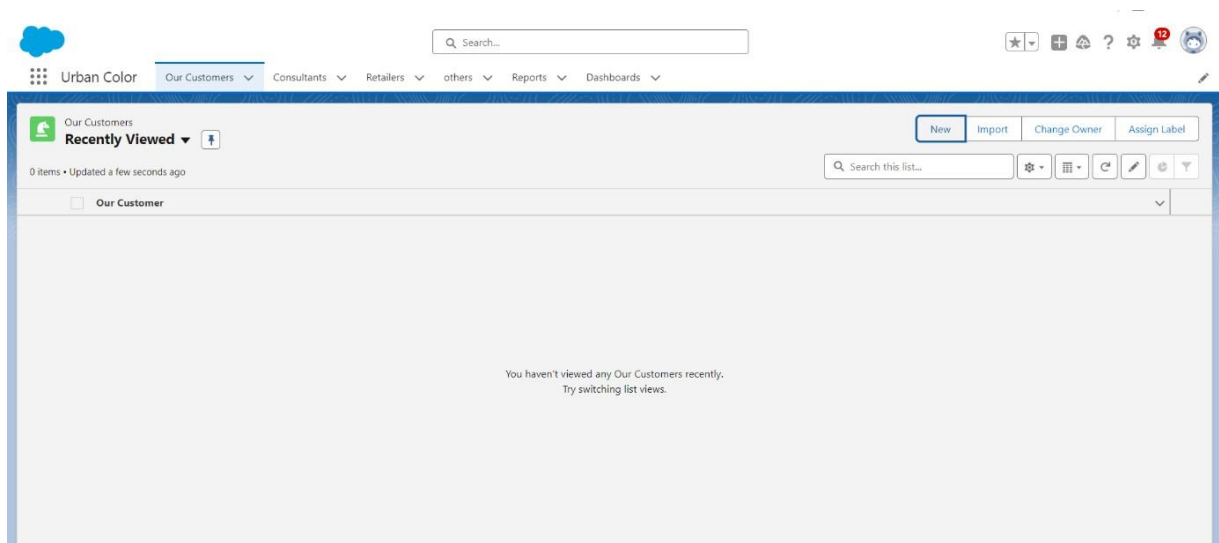 Search...
12
Urban Color Our Customers Consultants Retailers others Reports Dashboards
Our Customers
Recently Viewed
New Import Change Owner Assign Label
0 items • Updated a few seconds ago
Search this list...
Our Customer
You haven't viewed any Our Customers recently.
Try switching list views.